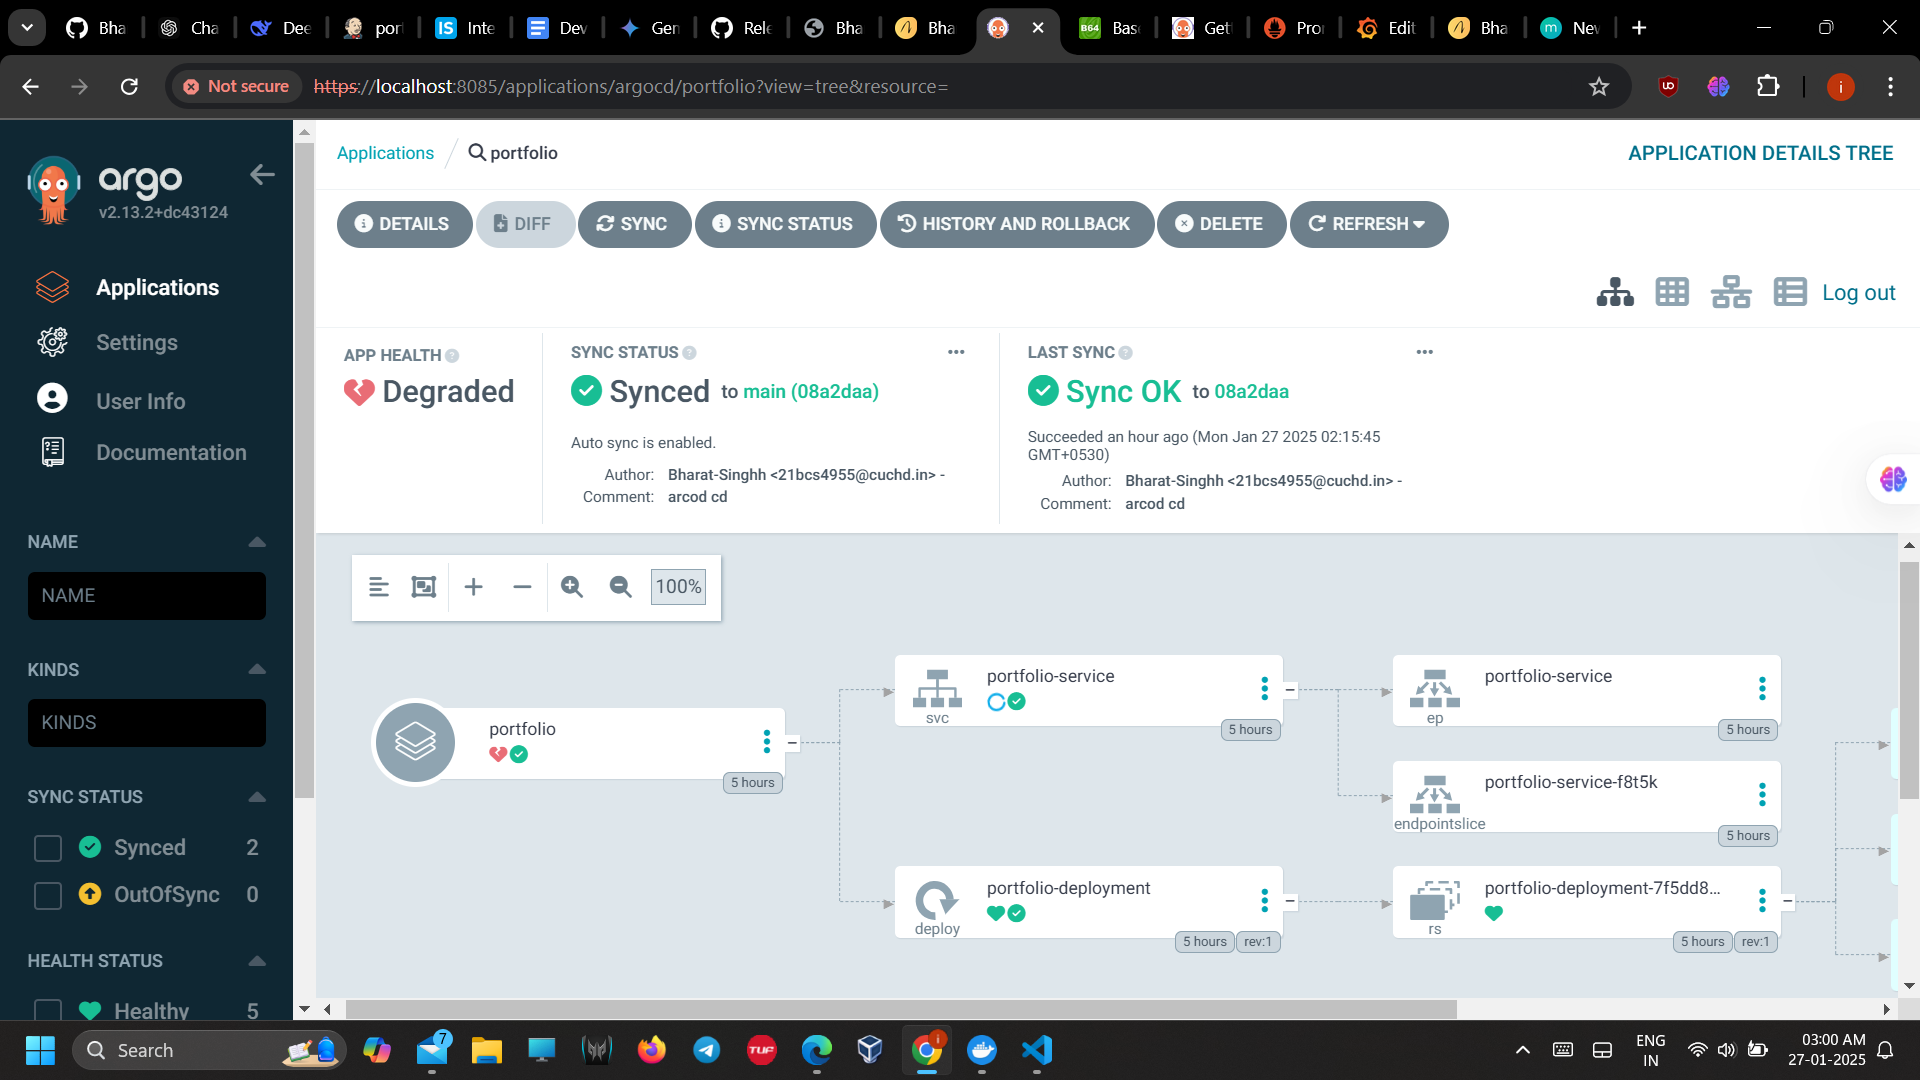 Bha
Cha
Dee
por
Inte
Dev
Gen
Rele
Bha
Bha
Bas
Get
Pro
Edit
Bha
Nev
Not secure
https://localhost:8085/applications/argocd/portfolio?view=tree&resource=
i
argo
v2.13.2+dc43124
Applications
Settings
User Info
Documentation
NAME
NAME
KINDS
KINDS
SYNC STATUS
Synced 2
OutOfSync 0
HEALTH STATUS
Healthy 5
Applications / portfolio
APPLICATION DETAILS TREE
DETAILS
DIFF
SYNC
SYNC STATUS
HISTORY AND ROLLBACK
DELETE
REFRESH
Log out
APP HEALTH
Degraded
SYNC STATUS
Synced to main (08a2daa)
Auto sync is enabled.
Author: Bharat-Singhh <21bcs4955@cuchd.in> -
Comment: arcod cd
LAST SYNC
Sync OK to 08a2daa
Succeeded an hour ago (Mon Jan 27 2025 02:15:45
GMT+0530)
Author: Bharat-Singhh <21bcs4955@cuchd.in> -
Comment: arcod cd
100%
portfolio
5 hours
portfolio-service
svc
5 hours
portfolio-service
ep
5 hours
portfolio-service-f8t5k
endpointslice
5 hours
portfolio-deployment
deploy
5 hours rev:1
portfolio-deployment-7f5dd8...
rs
5 hours rev:1
Search
7
TUF
i
ENG
IN
03:00 AM
27-01-2025